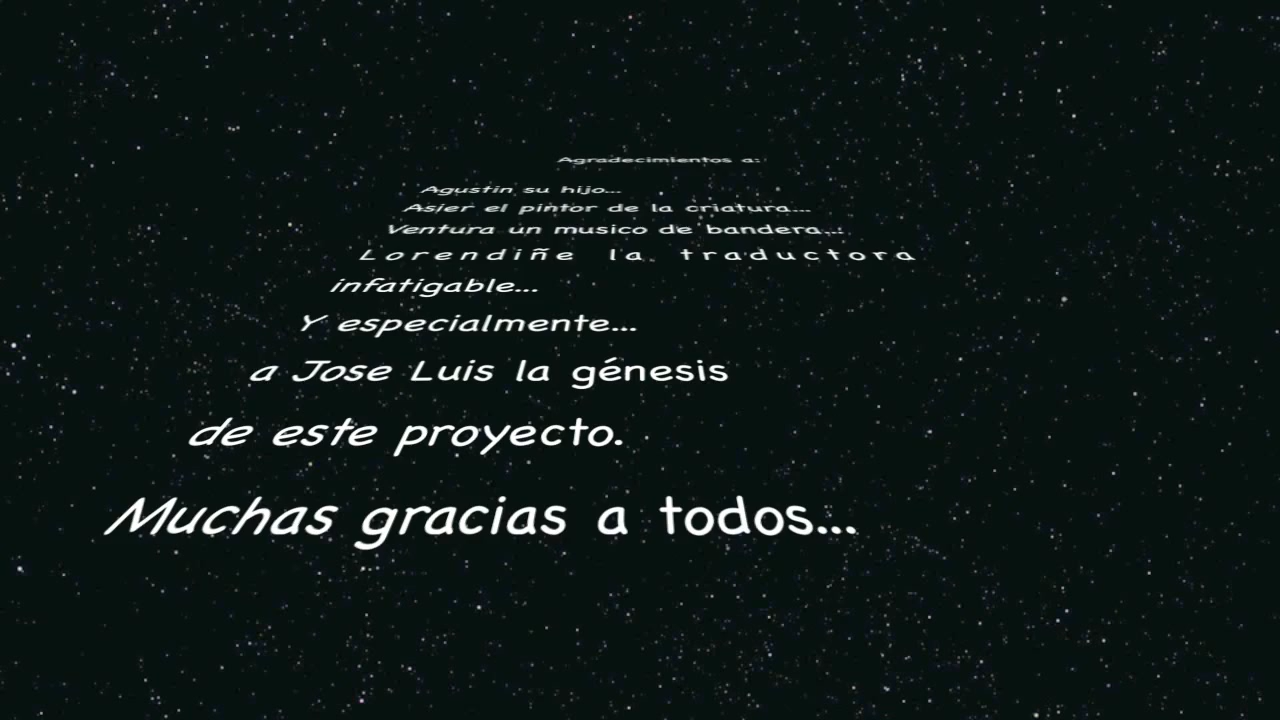 Agradecimientos a:
Agustin su hijo...
Asier el pintor de la criatura...
Ventura un musico de bandera...
Lorendiñe la traductora
infatigable...
Y especialmente...
a Jose Luis la génesis
de este proyecto.
Muchas gracias a todos...